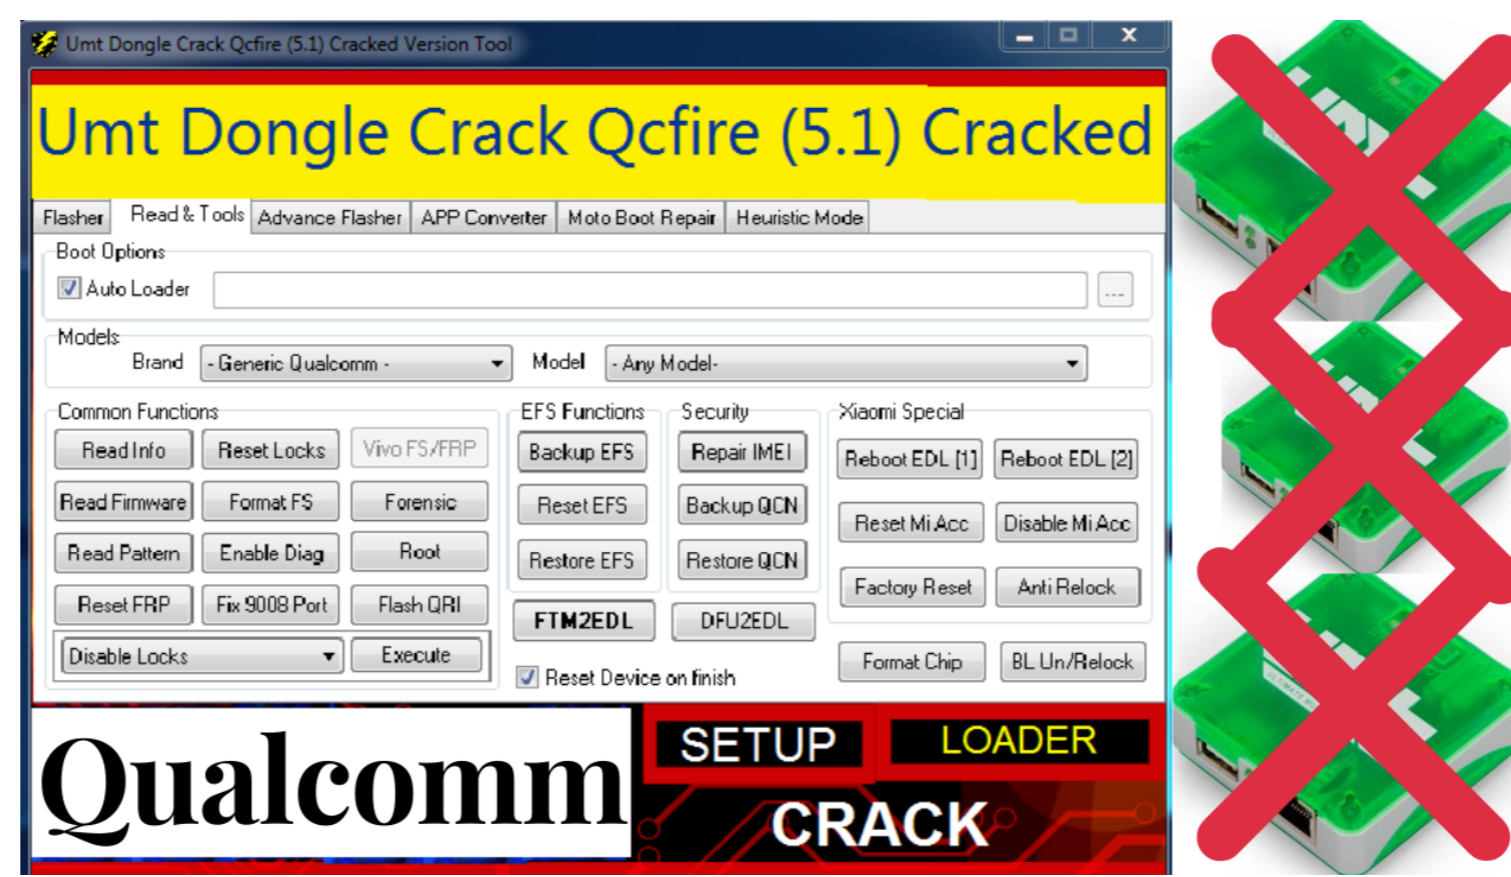 Umt Dongle Crack Qcfire (5.1) Cracked Version Tool
Umt Dongle Crack Qcfire (5.1) Cracked
Flasher Read & Tools Advance Flasher APP Converter Moto Boot Repair Heuristic Mode
Boot Options
Auto Loader ...
Models
Brand - Generic Qualcomm - Model - Any Model-
Common Functions EFS Functions Security Xiaomi Special
Read Info Reset Locks Vivo FS/FRP Backup EFS Repair IMEI Reboot EDL [1] Reboot EDL [2]
Read Firmware Format FS Forensic Reset EFS Backup QCN Reset Mi Acc Disable Mi Acc
Read Pattern Enable Diag Root Restore EFS Restore QCN Factory Reset Anti Relock
Reset FRP Fix 9008 Port Flash QRI FTM2EDL DFU2EDL
Disable Locks Execute Reset Device on finish Format Chip BL Un/Relock
Qualcomm SETUP LOADER
CRACK